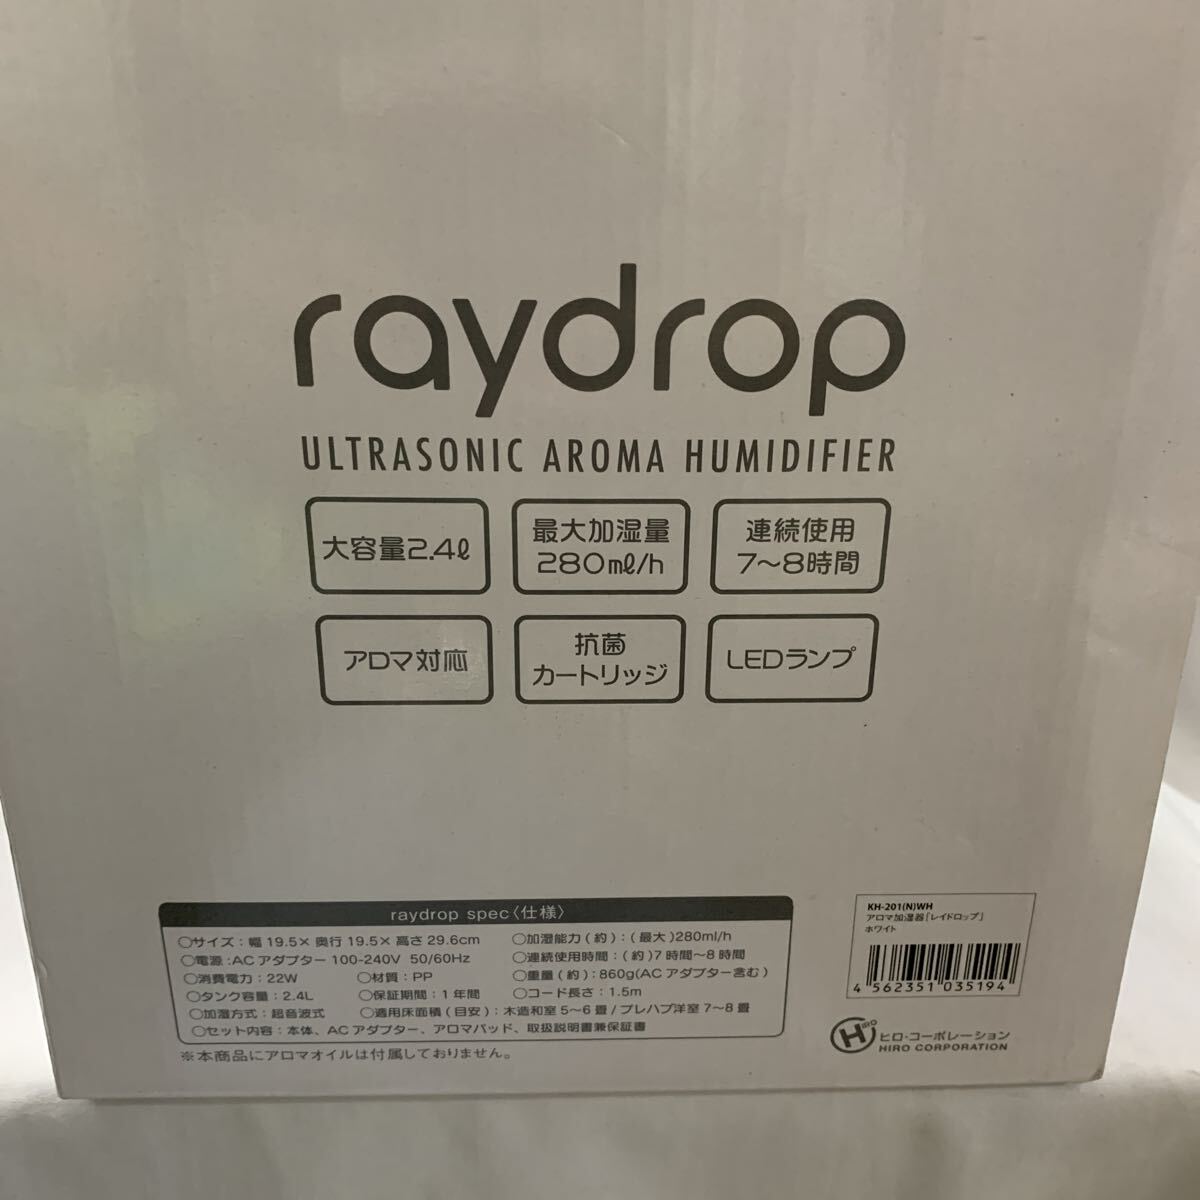 raydrop
ULTRASONIC AROMA HUMIDIFIER
大容量2.4ℓ
最大加湿量
280mℓ/h
連続使用
7〜8時間
アロマ対応
抗菌
カートリッジ
LEDランプ
raydrop spec〈仕様〉
○サイズ：幅 19.5× 奥行 19.5× 高さ 29.6cm
○電源：AC アダプター 100-240V 50/60Hz
○消費電力：22W ○材質：PP
○タンク容量：2.4L ○保証期間：1 年間
○加湿能力 (約)：(最大)280ml/h
○連続使用時間：(約)7 時間〜8 時間
○重量 (約)：860g(AC アダプター含む)
○コード長さ：1.5m
○加湿方式：超音波式 ○適用床面積 (目安)：木造和室 5〜6 畳 / プレハブ洋室 7〜8 畳
○セット内容：本体、AC アダプター、アロマパッド、取扱説明書兼保証書
※本商品にアロマオイルは付属しておりません。
KH-201(N)WH
アロマ加湿器「レイドロップ」
ホワイト
4 562351 035194
HIRO
ヒロ・コーポレーション
HIRO CORPORATION